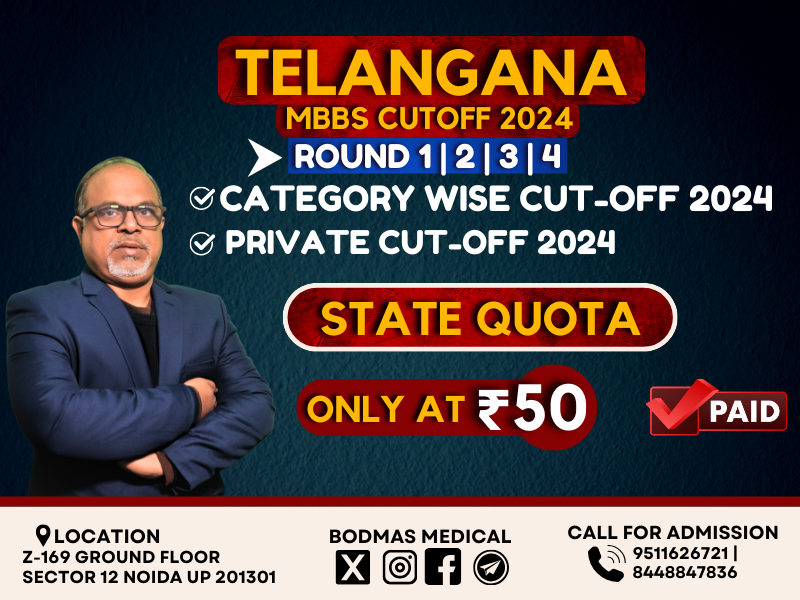 TELANGANA
MBBS CUTOFF 2024
ROUND 1 | 2 | 3 | 4
CATEGORY WISE CUT-OFF 2024
PRIVATE CUT-OFF 2024
STATE QUOTA
ONLY AT ₹50
PAID
LOCATION
Z-169 GROUND FLOOR
SECTOR 12 NOIDA UP 201301
BODMAS MEDICAL
CALL FOR ADMISSION
9511626721 |
8448847836